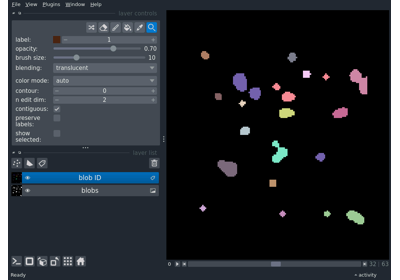 File View Plugins Window Help
layer controls
label: 1
opacity: 0.70
brush size: 10
blending: translucent
color mode: auto
contour: 0
n edit dim: 2
contiguous:
preserve
labels:
show
selected:
layer list
blob ID
blobs
0 32 63
Ready activity